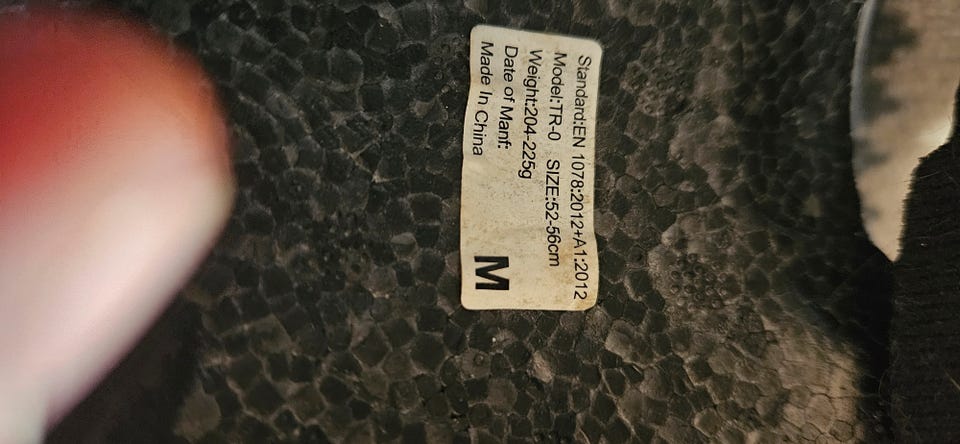 Standard:EN 1078:2012+A1:2012
Model:TR-0 SIZE:52-56cm
Weight:204-225g
Date of Manf:
Made In China
M